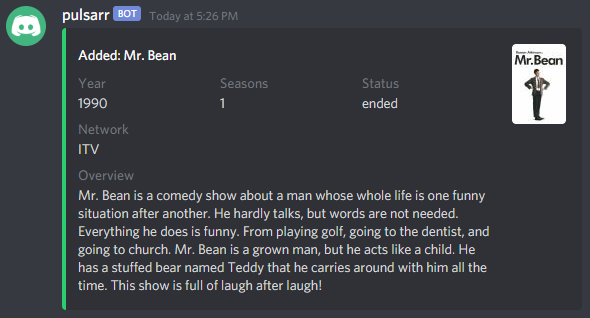 pulsarr BOT Today at 5:26 PM
Added: Mr. Bean
Year Seasons Status
1990 1 ended
Network
ITV
Overview
Mr. Bean is a comedy show about a man whose whole life is one funny
situation after another. He hardly talks, but words are not needed.
Everything he does is funny. From playing golf, going to the dentist, and
going to church. Mr. Bean is a grown man, but he acts like a child. He
has a stuffed bear named Teddy that he carries around with him all the
time. This show is full of laugh after laugh!
Rowan Atkinson
Mr. Bean